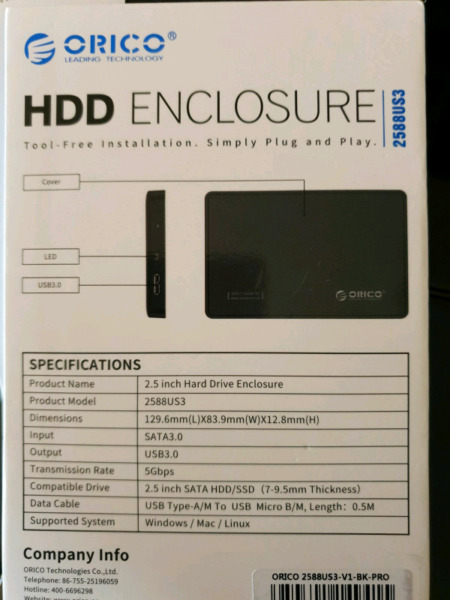 ORICO®
LEADING TECHNOLOGY
HDD ENCLOSURE
2588US3
Tool-Free Installation. Simply Plug and Play.
Cover
LED
USB3.0
ORICO
SPECIFICATIONS
Product Name 2.5 inch Hard Drive Enclosure
Product Model 2588US3
Dimensions 129.6mm(L)X83.9mm(W)X12.8mm(H)
Input SATA3.0
Output USB3.0
Transmission Rate 5Gbps
Compatible Drive 2.5 inch SATA HDD/SSD (7-9.5mm Thickness)
Data Cable USB Type-A/M To USB Micro B/M, Length: 0.5M
Supported System Windows / Mac / Linux
Company Info
ORICO Technologies Co.,Ltd.
Telephone: 86-755-25196059
Hotline: 400-6696298
ORICO 2588US3-V1-BK-PRO